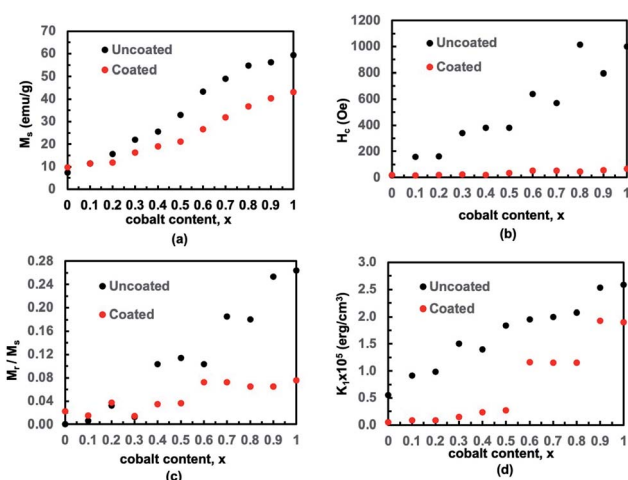 70
60
50
40
30
20
10
0
M_s (emu/g)
Uncoated
Coated
0 0.1 0.2 0.3 0.4 0.5 0.6 0.7 0.8 0.9 1
cobalt content, x
(a)
1200
1000
800
600
400
200
0
H_c (Oe)
Uncoated
Coated
0 0.1 0.2 0.3 0.4 0.5 0.6 0.7 0.8 0.9 1
cobalt content, x
(b)
0.28
0.24
0.20
0.16
0.12
0.08
0.04
0.00
M_r / M_s
Uncoated
Coated
0 0.1 0.2 0.3 0.4 0.5 0.6 0.7 0.8 0.9 1
cobalt content, x
(c)
3.0
2.5
2.0
1.5
1.0
0.5
0.0
K_1x10⁵ (erg/cm³)
Uncoated
Coated
0 0.1 0.2 0.3 0.4 0.5 0.6 0.7 0.8 0.9 1
cobalt content, x
(d)